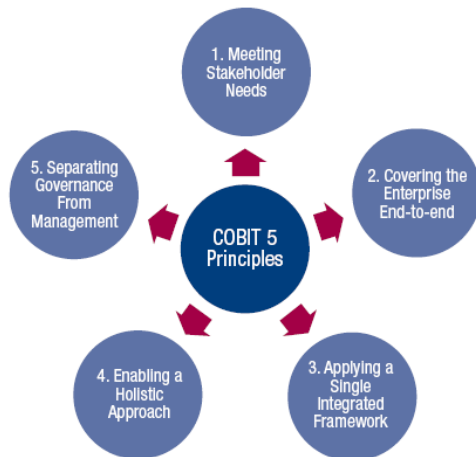 1. Meeting
Stakeholder
Needs
5. Separating
Governance
From
Management
2. Covering the
Enterprise
End-to-end
COBIT 5
Principles
4. Enabling a
Holistic
Approach
3. Applying a
Single
Integrated
Framework